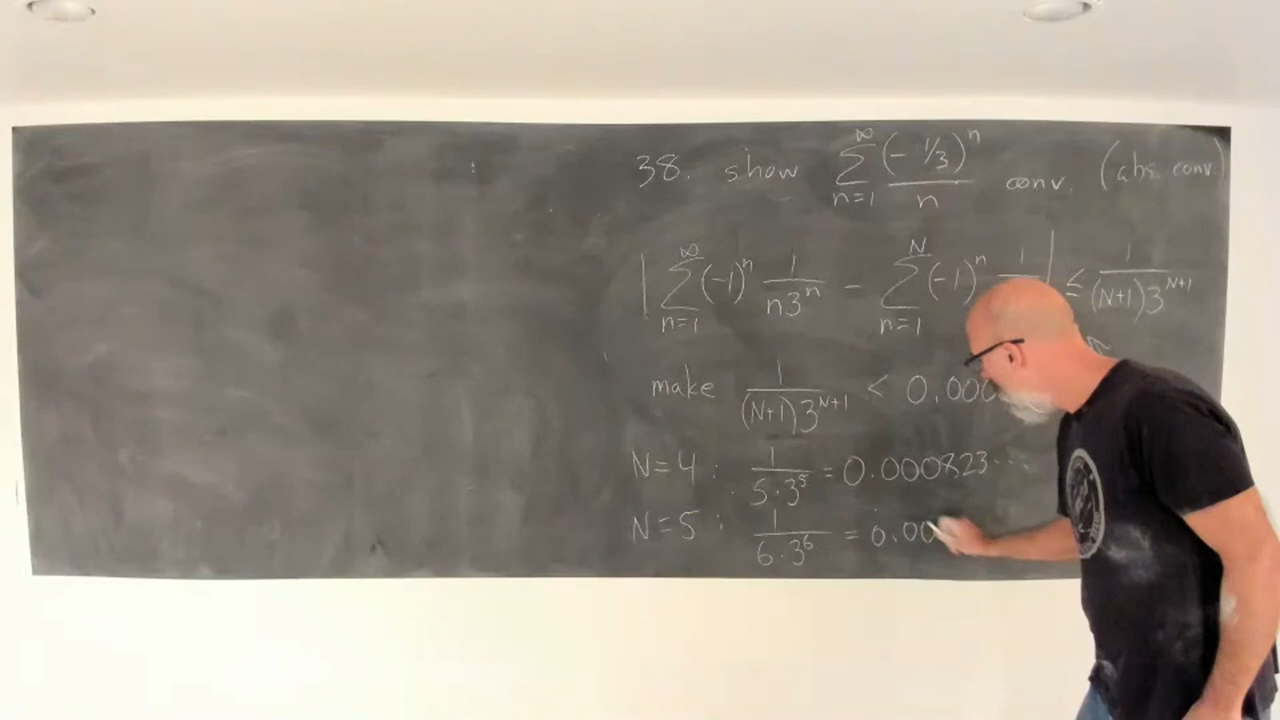 38. show ∑_{n=1}^{∞} (-1/3)^n / n conv. (abs. conv.)
| ∑_{n=1}^{∞} (-1)^n 1/(n3^n) - ∑_{n=1}^{N} (-1)^n 1/ | ≤ 1/((N+1)3^{N+1})
make 1/((N+1)3^{N+1}) < 0.000
N=4: 1/(5·3^5) = 0.000823...
N=5: 1/(6·3^6) = 0.00